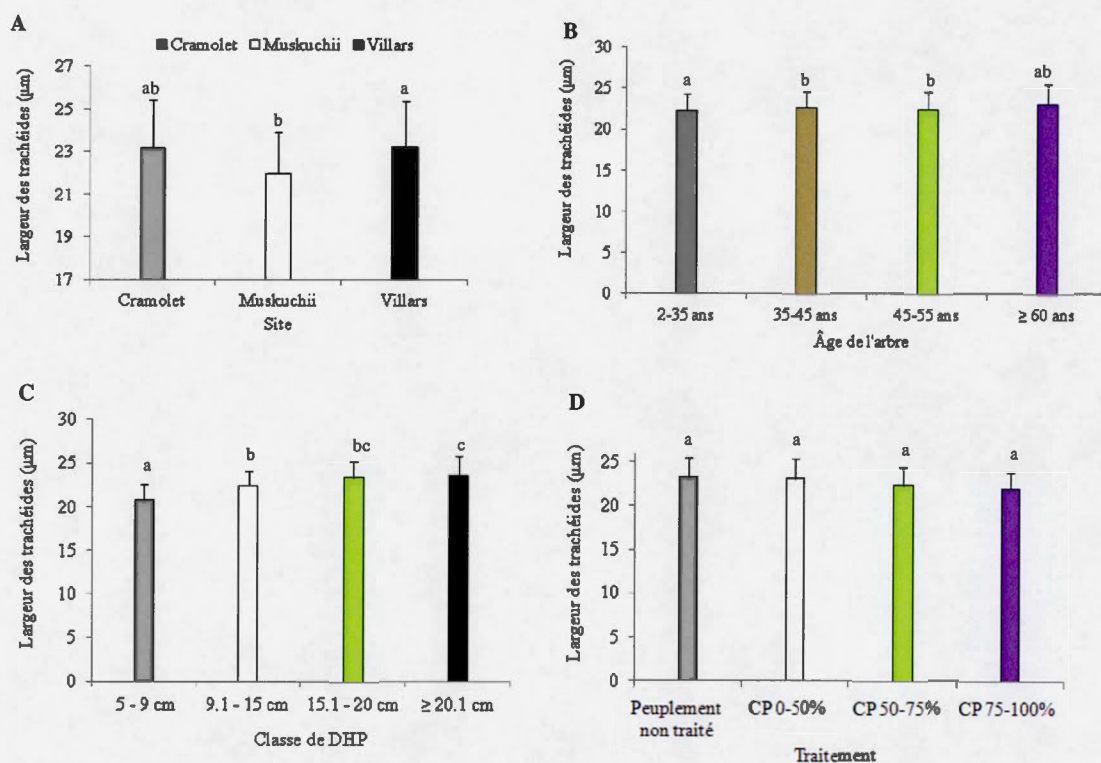 A
Cramolet Muskuchii Villars
Largeur des trachéides (µm)
27
25
23
21
19
17
ab
b
a
Cramolet Muskuchii Villars
Site
B
Largeur des trachéides (µm)
30
25
20
15
10
5
0
a
b
b
ab
2-35 ans 35-45 ans 45-55 ans ≥ 60 ans
Âge de l'arbre
C
Largeur des trachéides (µm)
30
25
20
15
10
5
0
a
b
bc
c
5 - 9 cm 9.1 - 15 cm 15.1 - 20 cm ≥ 20.1 cm
Classe de DHP
D
Largeur des trachéides (µm)
25
20
15
10
5
0
a
a
a
a
Peuplement non traité CP 0-50% CP 50-75% CP 75-100%
Traitement